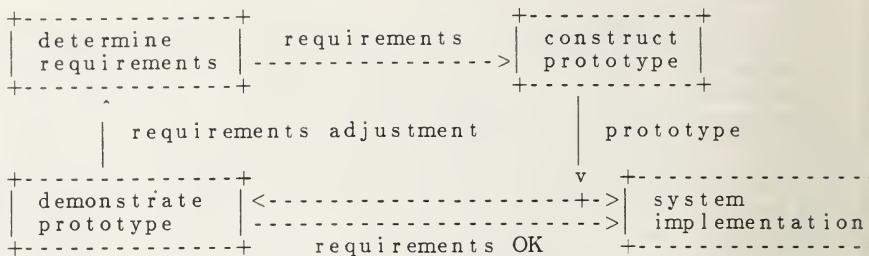 determine requirements construct
requirements prototype
requirements adjustment prototype
demonstrate system
prototype implementation
requirements OK